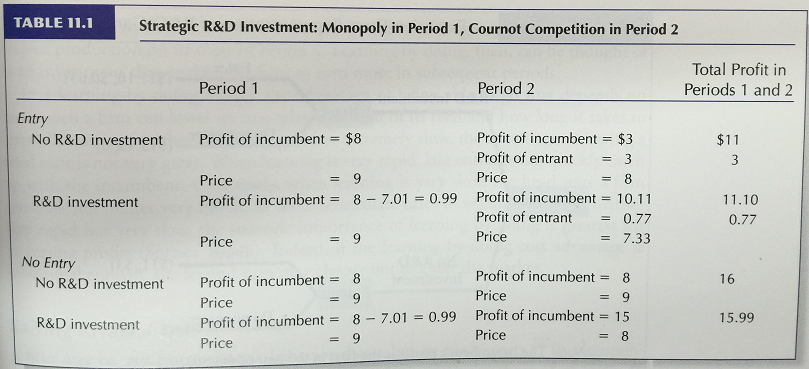 TABLE 11.1 Strategic R&D Investment: Monopoly in Period 1, Cournot Competition in Period 2
Total Profit in
Period 1 Period 2 Periods 1 and 2
Entry
No R&D investment Profit of incumbent = $8 Profit of incumbent = $3 $11
Profit of entrant = 3 3
Price = 9 Price = 8
R&D investment Profit of incumbent = 8 – 7.01 = 0.99 Profit of incumbent = 10.11 11.10
Profit of entrant = 0.77 0.77
Price = 9 Price = 7.33
No Entry
No R&D investment Profit of incumbent = 8 Profit of incumbent = 8 16
Price = 9 Price = 9
R&D investment Profit of incumbent = 8 – 7.01 = 0.99 Profit of incumbent = 15 15.99
Price = 9 Price = 8